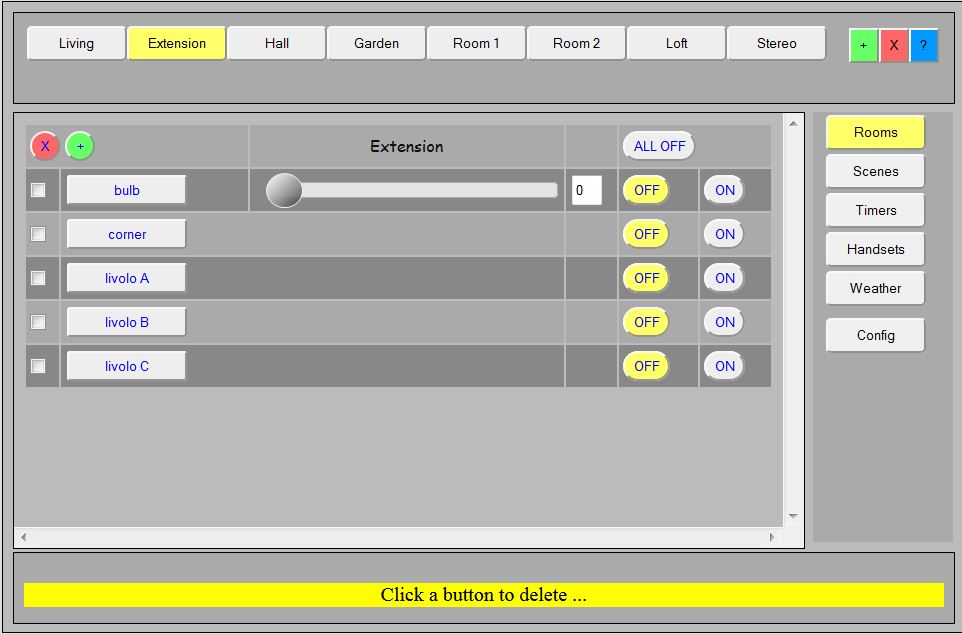 Living Extension Hall Garden Room 1 Room 2 Loft Stereo + X ?
X + Extension ALL OFF
bulb 0 OFF ON
corner OFF ON
livolo A OFF ON
livolo B OFF ON
livolo C OFF ON
Rooms
Scenes
Timers
Handsets
Weather
Config
Click a button to delete ...